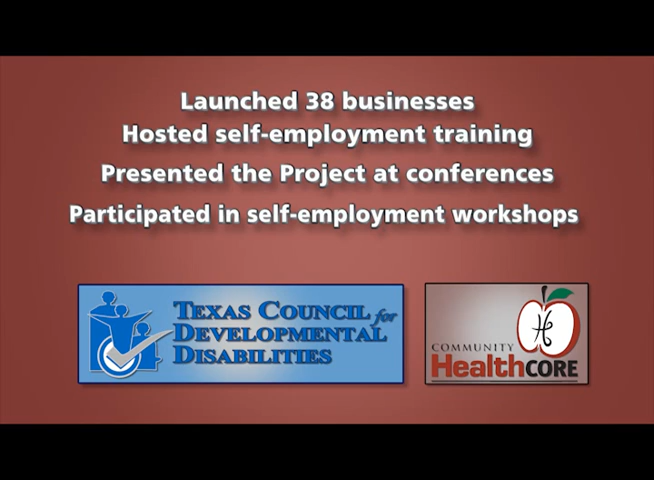 Launched 38 businesses
Hosted self-employment training
Presented the Project at conferences
Participated in self-employment workshops
TEXAS COUNCIL for
DEVELOPMENTAL
DISABILITIES
COMMUNITY
HealthCORE